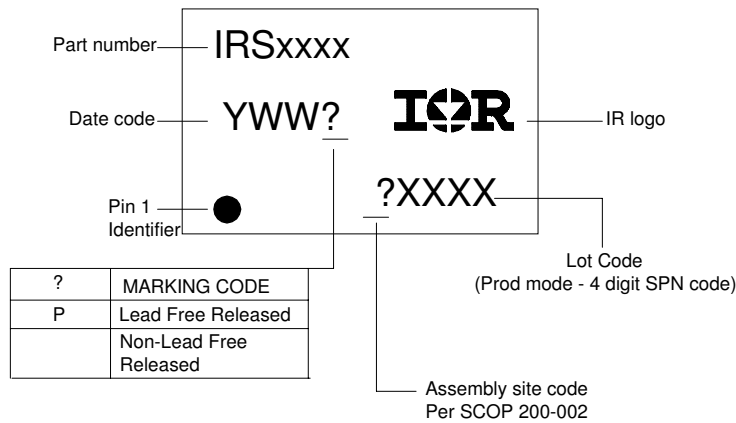 Part number
IRSxxxx
Date code
YWW?
IOR
IR logo
?XXXX
Pin 1
Identifier
Lot Code
(Prod mode - 4 digit SPN code)
? MARKING CODE
P Lead Free Released
Non-Lead Free
Released
Assembly site code
Per SCOP 200-002